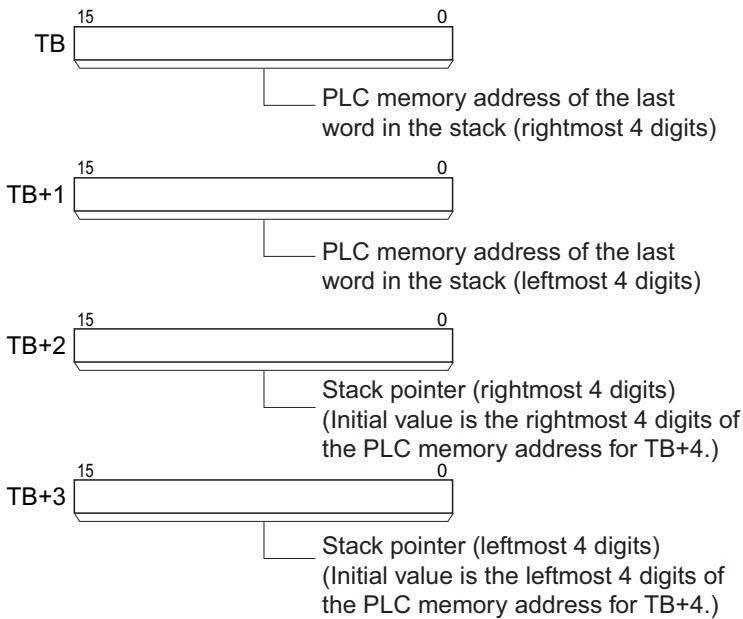 15 0
TB
PLC memory address of the last
word in the stack (rightmost 4 digits)
15 0
TB+1
PLC memory address of the last
word in the stack (leftmost 4 digits)
15 0
TB+2
Stack pointer (rightmost 4 digits)
(Initial value is the rightmost 4 digits of
the PLC memory address for TB+4.)
15 0
TB+3
Stack pointer (leftmost 4 digits)
(Initial value is the leftmost 4 digits of
the PLC memory address for TB+4.)